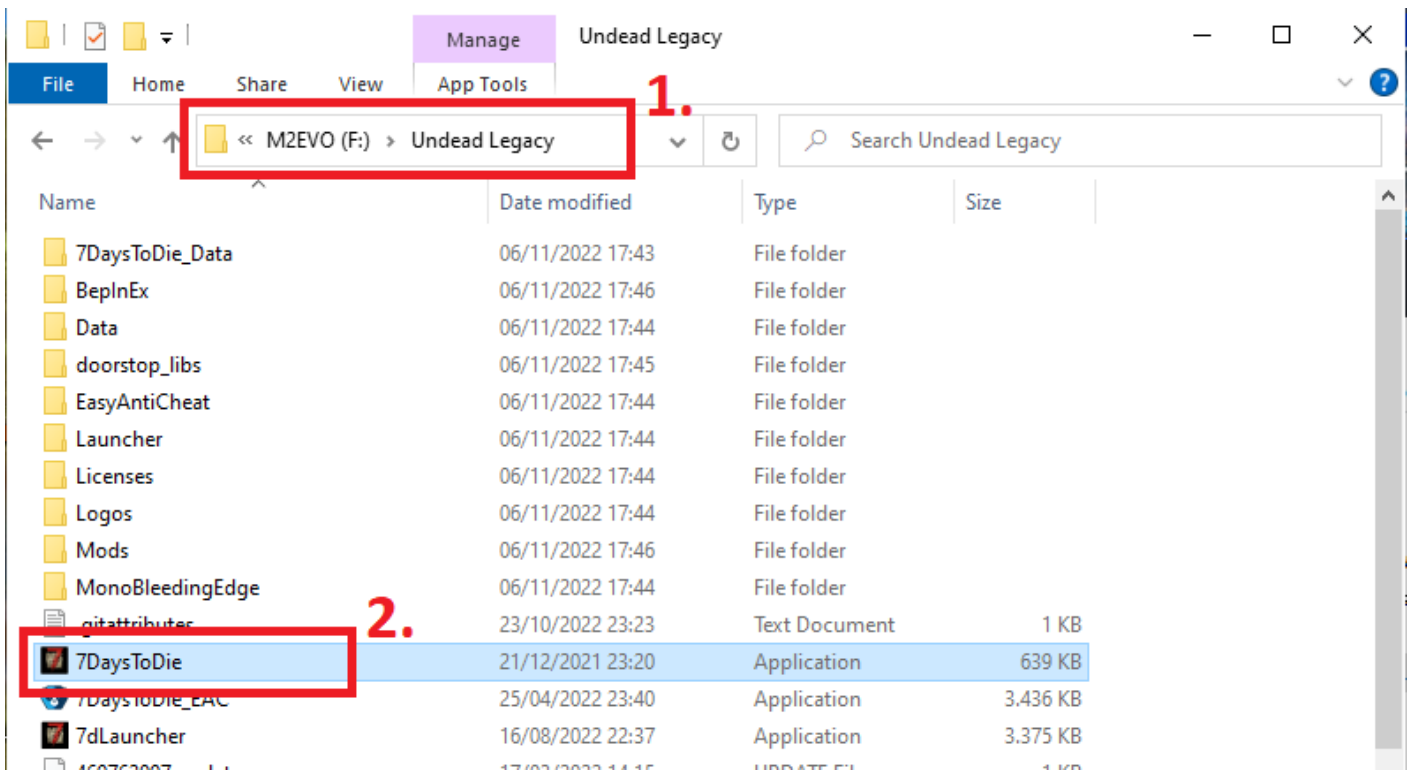 Manage Undead Legacy
File Home Share View App Tools
1.
« M2EVO (F:) › Undead Legacy Search Undead Legacy
Name Date modified Type Size
7DaysToDie_Data 06/11/2022 17:43 File folder
BepInEx 06/11/2022 17:46 File folder
Data 06/11/2022 17:44 File folder
doorstop_libs 06/11/2022 17:45 File folder
EasyAntiCheat 06/11/2022 17:44 File folder
Launcher 06/11/2022 17:44 File folder
Licenses 06/11/2022 17:44 File folder
Logos 06/11/2022 17:44 File folder
Mods 06/11/2022 17:46 File folder
MonoBleedingEdge 06/11/2022 17:44 File folder
2.
.gitattributes 23/10/2022 23:23 Text Document 1 KB
7DaysToDie 21/12/2021 23:20 Application 639 KB
7DaysToDie_EAC 25/04/2022 23:40 Application 3.436 KB
7dLauncher 16/08/2022 22:37 Application 3.375 KB
1 KB